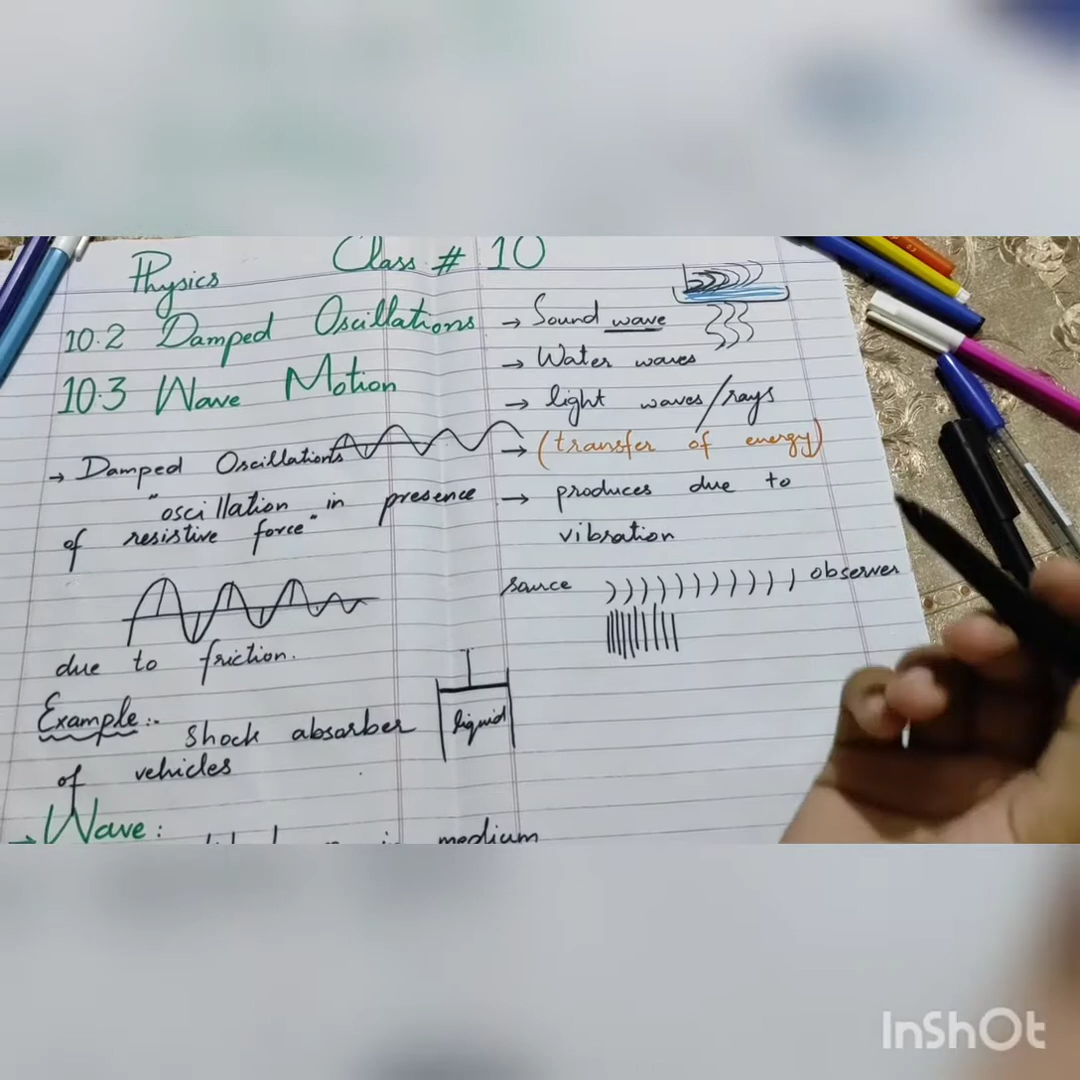 Physics Class # 10
10.2 Damped Oscillations
10.3 Wave Motion
→ Damped Oscillations
"oscillation in presence
of resistive force"
due to friction.
Example:-
Shock absorber
of vehicles
liquid
→ Wave:
medium
→ Sound wave
→ Water waves
→ light waves/rays
→ (transfer of energy)
→ produces due to
vibration
source
observer
InShOt